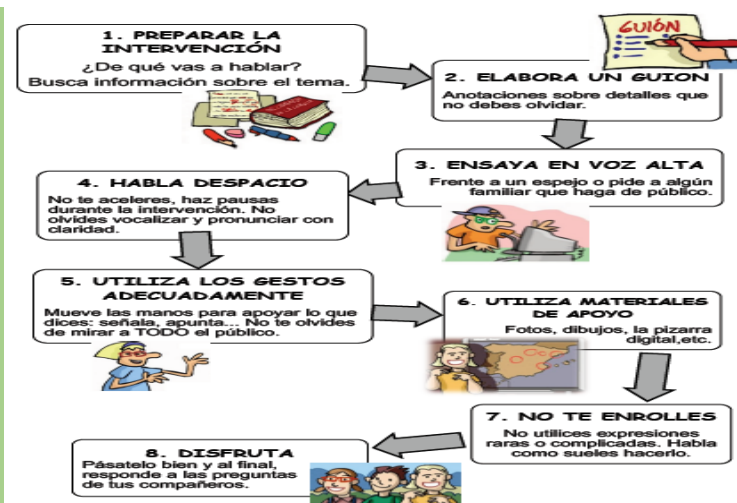 1. PREPARAR LA
INTERVENCIÓN
¿De qué vas a hablar?
Busca información sobre el tema.
GUIÓN
2. ELABORA UN GUION
Anotaciones sobre detalles que
no debes olvidar.
3. ENSAYA EN VOZ ALTA
Frente a un espejo o pide a algún
familiar que haga de público.
4. HABLA DESPACIO
No te aceleres, haz pausas
durante la intervención. No
olvides vocalizar y pronunciar con
claridad.
5. UTILIZA LOS GESTOS
ADECUADAMENTE
Mueve las manos para apoyar lo que
dices: señala, apunta... No te olvides
de mirar a TODO el público.
6. UTILIZA MATERIALES
DE APOYO
Fotos, dibujos, la pizarra
digital,etc.
7. NO TE ENROLLES
No utilices expresiones
raras o complicadas. Habla
como sueles hacerlo.
8. DISFRUTA
Pásatelo bien y al final,
responde a las preguntas
de tus compañeros.